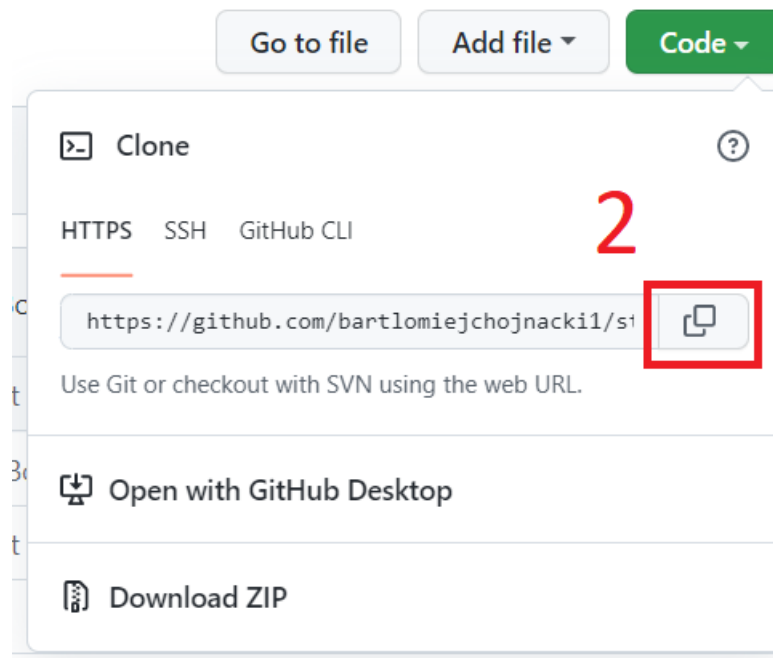 Go to file Add file Code
Clone
2
HTTPS SSH GitHub CLI
https://github.com/bartlomiejchojnacki1/s
Use Git or checkout with SVN using the web URL.
t
Open with GitHub Desktop
t
Download ZIP